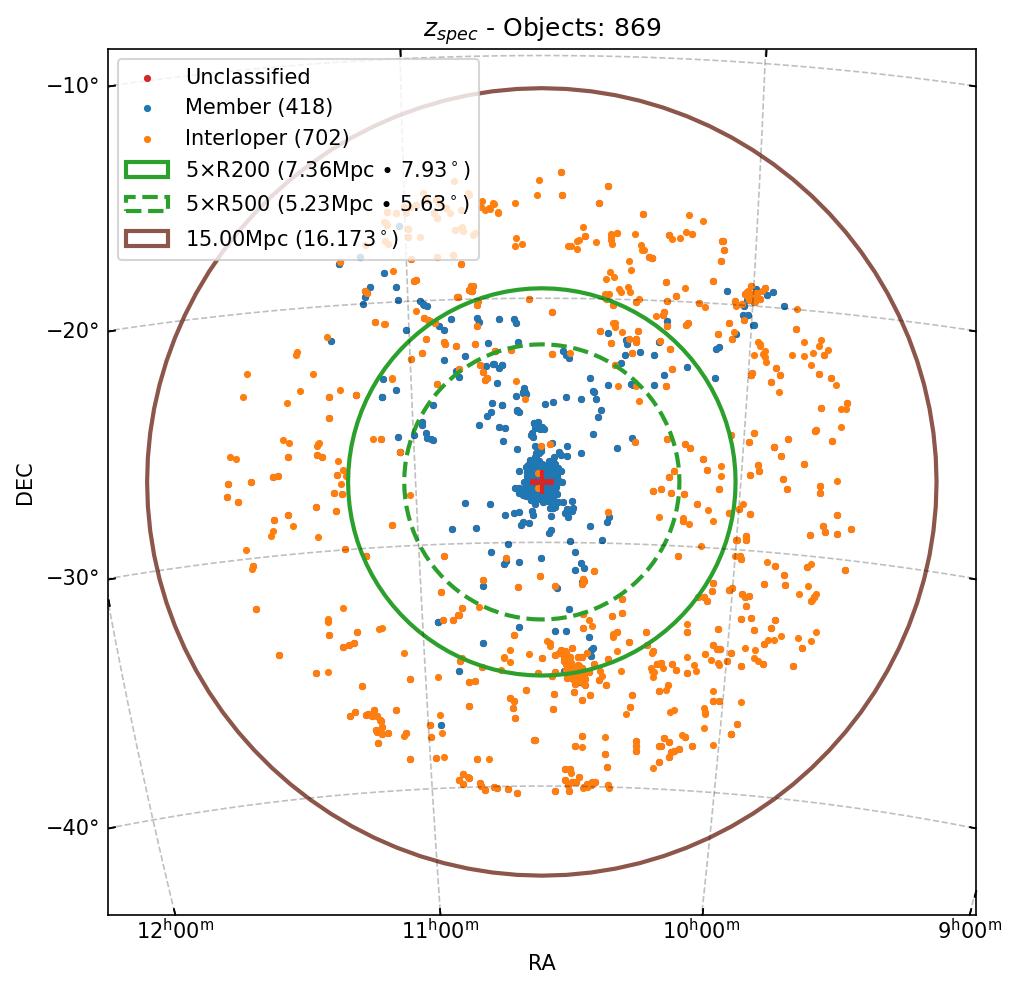 z_spec - Objects: 869
Unclassified
Member (418)
Interloper (702)
5×R200 (7.36Mpc • 7.93°)
5×R500 (5.23Mpc • 5.63°)
15.00Mpc (16.173°)
−10°
−20°
−30°
−40°
DEC
12h00m 11h00m 10h00m 9h00m
RA